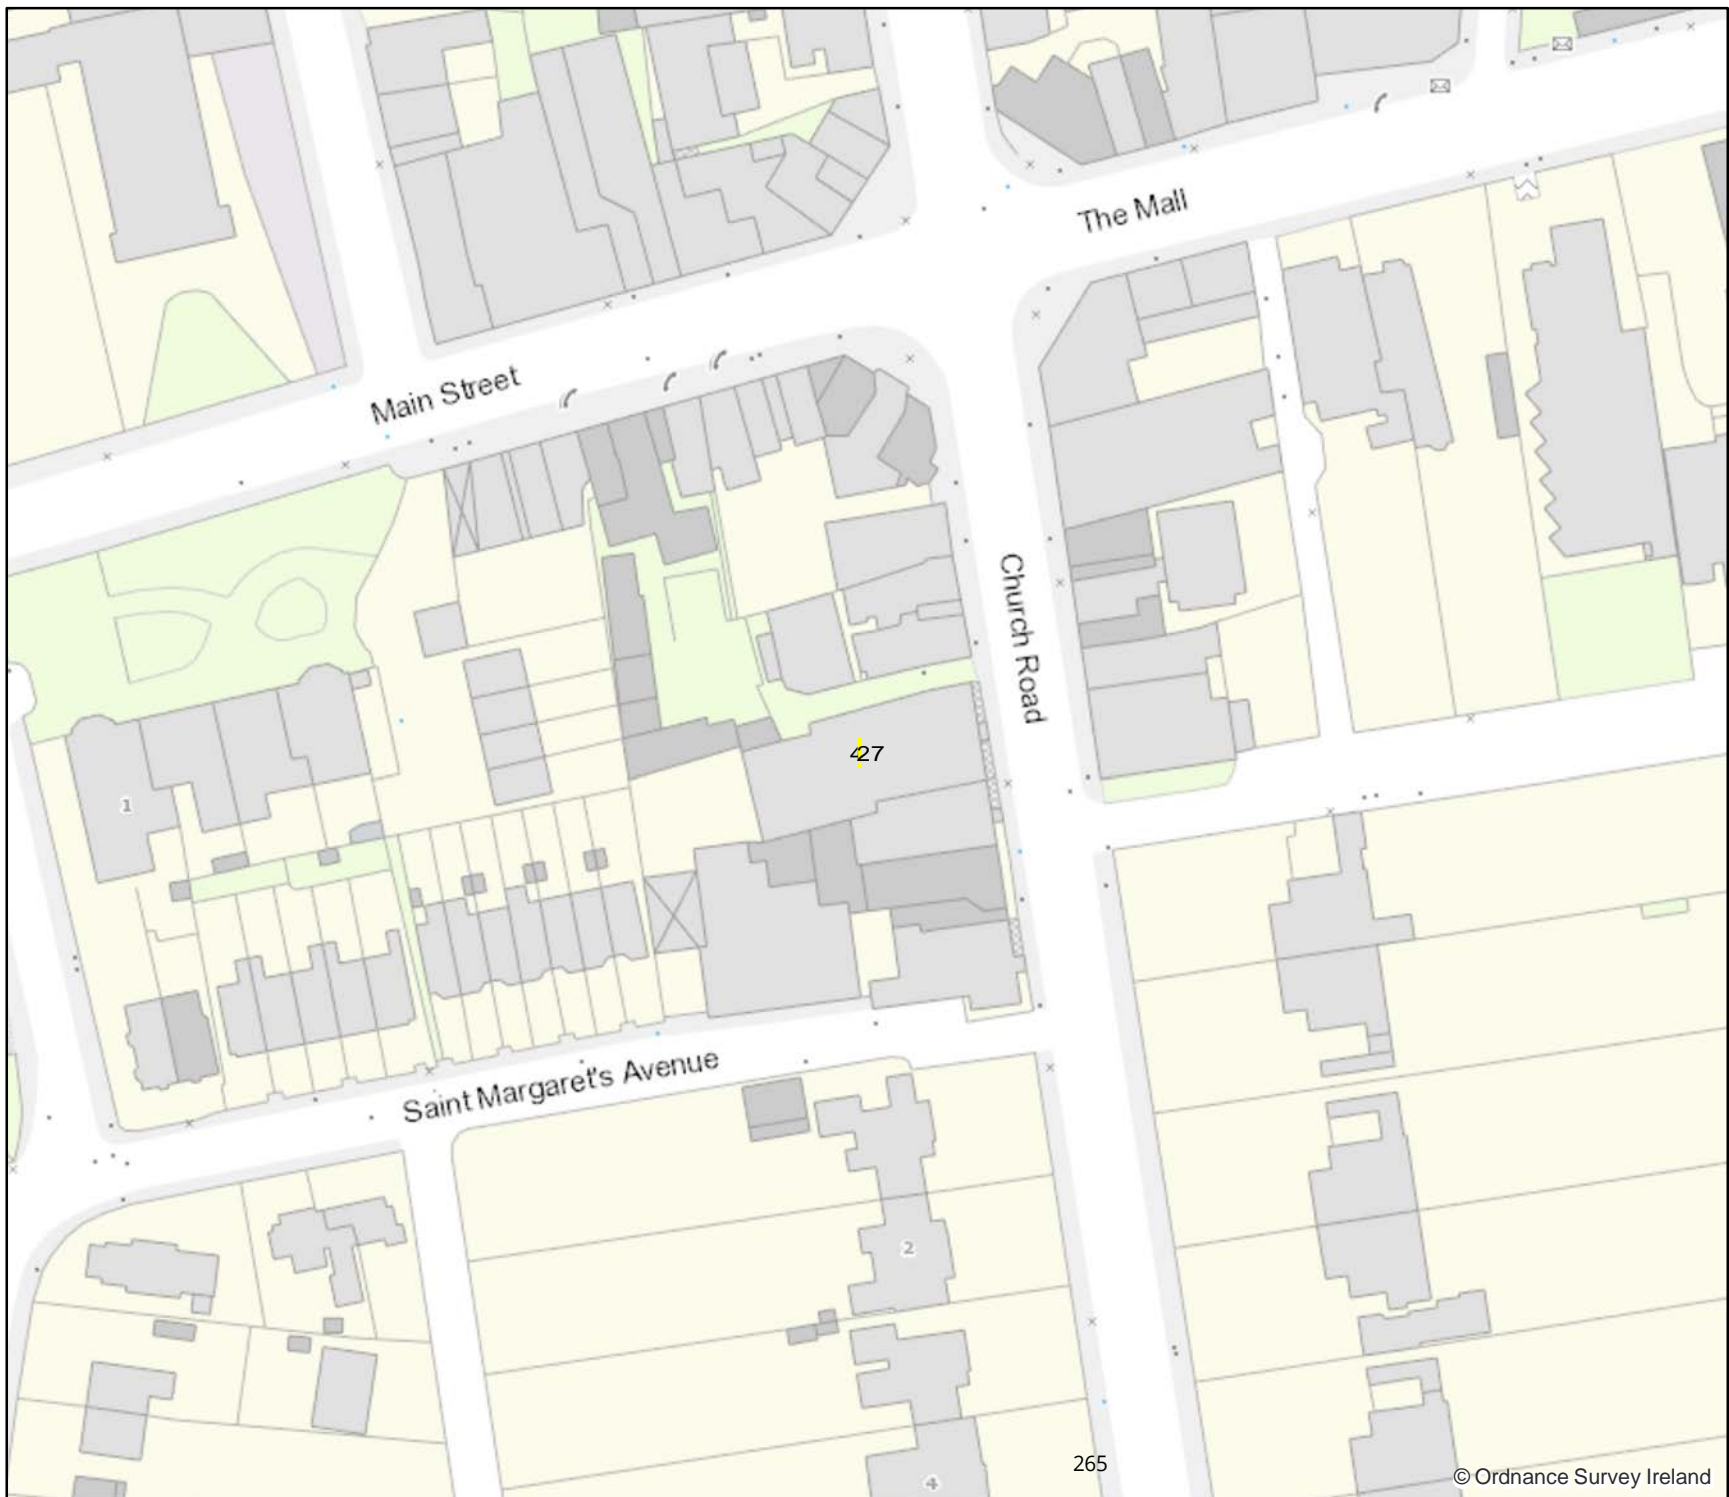 The Mall
Main Street
Church Road
427
1
Saint Margaret's Avenue
2
265
4
© Ordnance Survey Ireland